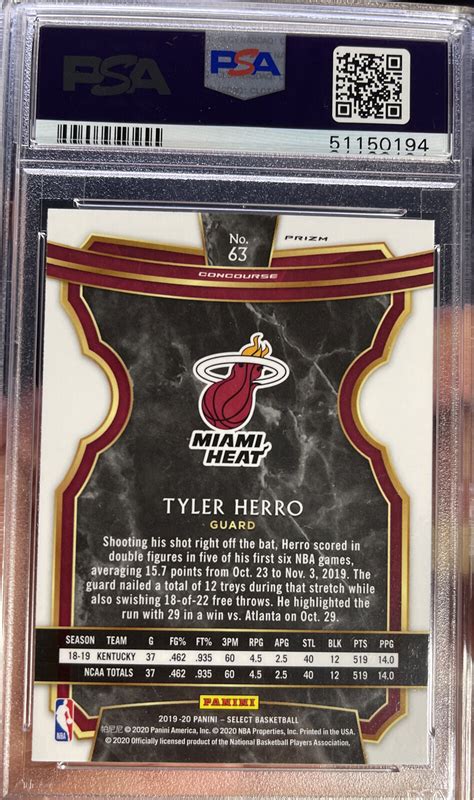 PSA
PSA
51150194
No.
63
PRIZM
CONCOURSE
MIAMI
HEAT
TYLER HERRO
GUARD
Shooting his shot right off the bat, Herro scored in
double figures in five of his first six NBA games,
averaging 15.7 points from Oct. 23 to Nov. 3, 2019. The
guard nailed a total of 12 treys during that stretch while
also swishing 18-of-22 free throws. He highlighted the
run with 29 in a win vs. Atlanta on Oct. 29.
SEASON TEAM G FG% FT% 3PM RPG APG STL BLK PTS PPG
18-19 KENTUCKY 37 .462 .935 60 4.5 2.5 40 12 519 14.0
NCAA TOTALS 37 .462 .935 60 4.5 2.5 40 12 519 14.0
PANINI
NBA
2019-20 PANINI – SELECT BASKETBALL
帕尼尼 © 2020 Panini America, Inc. © 2020 NBA Properties, Inc. Printed in the USA.
© 2020 Officially licensed product of the National Basketball Players Association.